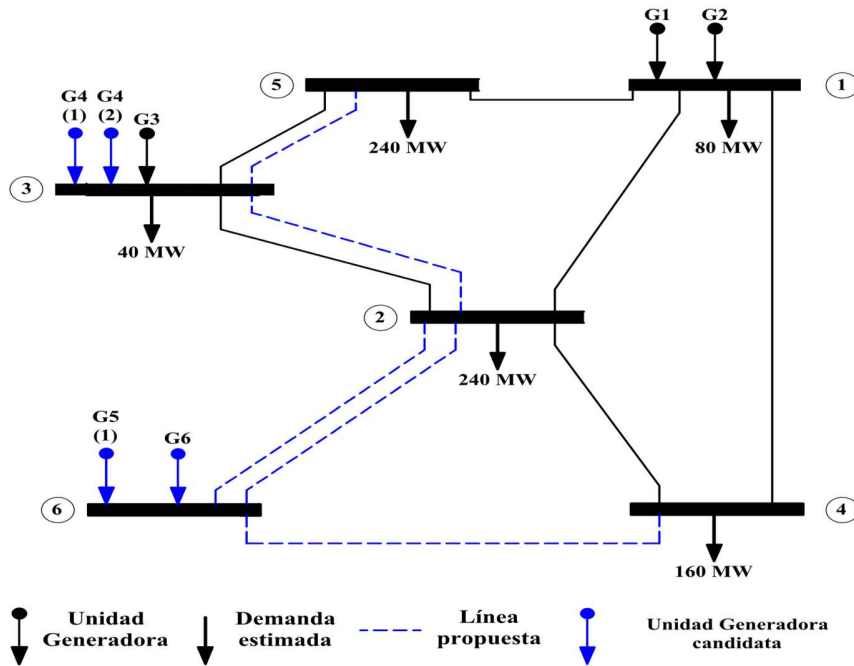 G1 G2
5
1
G4
(1)
G4
(2)
G3
240 MW
80 MW
3
40 MW
2
240 MW
G5
(1)
G6
6
4
160 MW
Unidad
Generadora
Demanda
estimada
Línea
propuesta
Unidad Generadora
candidata